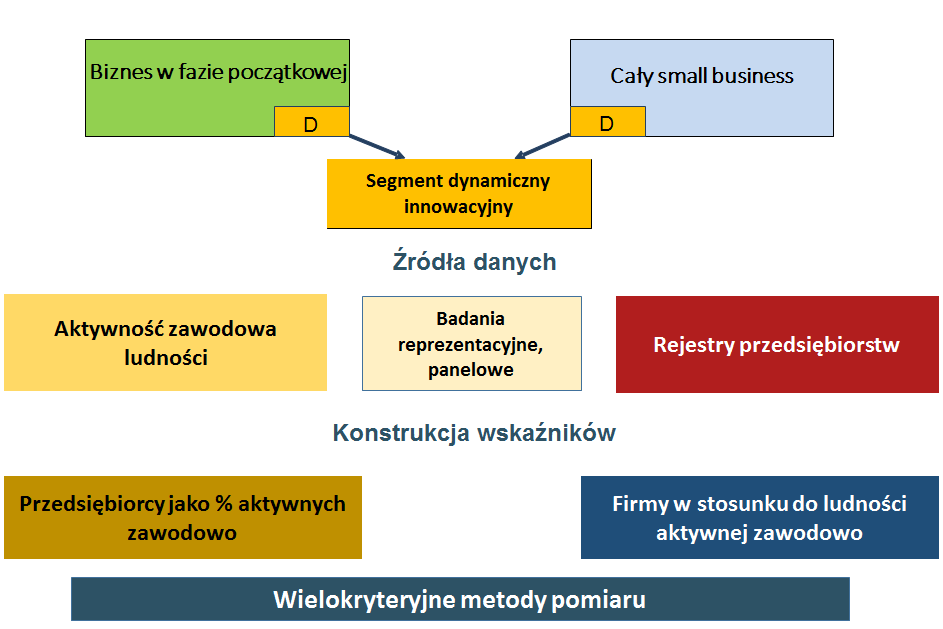 Biznes w fazie początkowej
Cały small business
D
D
Segment dynamiczny
innowacyjny
Źródła danych
Aktywność zawodowa
ludności
Badania
reprezentacyjne,
panelowe
Rejestry przedsiębiorstw
Konstrukcja wskaźników
Przedsiębiorcy jako % aktywnych
zawodowo
Firmy w stosunku do ludności
aktywnej zawodowo
Wielokryteryjne metody pomiaru